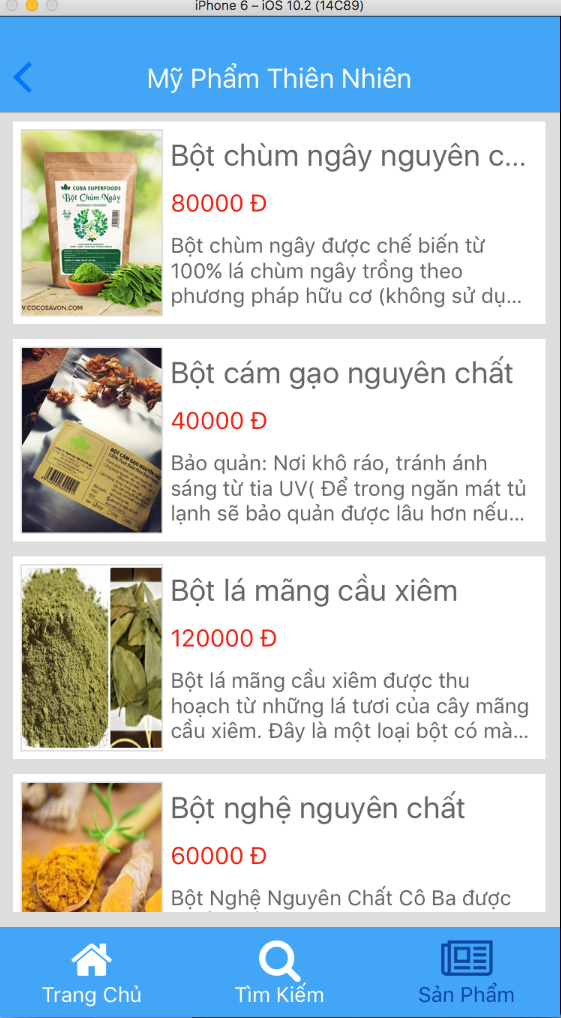 iPhone 6 – iOS 10.2 (14C89)
Mỹ Phẩm Thiên Nhiên
COBA SUPERFOODS
Bột Chùm Ngây
MORINGA POWDER
W.COCOSAVON.COM
Bột chùm ngây nguyên c...
80000 Đ
Bột chùm ngây được chế biến từ
100% lá chùm ngây trồng theo
phương pháp hữu cơ (không sử dụ...
BỘT CÁM GẠO NGUYÊN
Bột cám gạo nguyên chất
40000 Đ
Bảo quản: Nơi khô ráo, tránh ánh
sáng từ tia UV( Để trong ngăn mát tủ
lạnh sẽ bảo quản được lâu hơn nếu...
Bột lá mãng cầu xiêm
120000 Đ
Bột lá mãng cầu xiêm được thu
hoạch từ những lá tươi của cây mãng
cầu xiêm. Đây là một loại bột có mà...
Bột nghệ nguyên chất
60000 Đ
Bột Nghệ Nguyên Chất Cô Ba được
Trang Chủ
Tìm Kiếm
Sản Phẩm